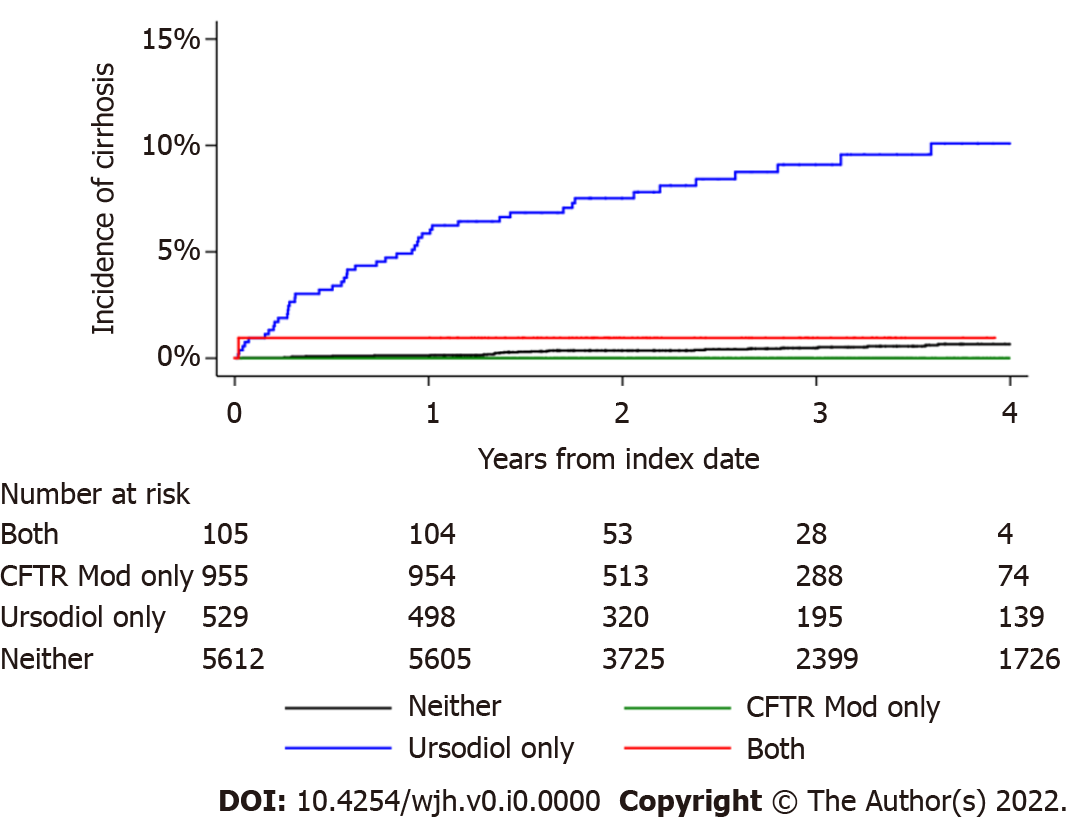 15%
10%
5%
0%
Incidence of cirrhosis
0 1 2 3 4
Years from index date
Number at risk
Both 105 104 53 28 4
CFTR Mod only 955 954 513 288 74
Ursodiol only 529 498 320 195 139
Neither 5612 5605 3725 2399 1726
Neither CFTR Mod only
Ursodiol only Both
DOI: 10.4254/wjh.v0.i0.0000 Copyright © The Author(s) 2022.